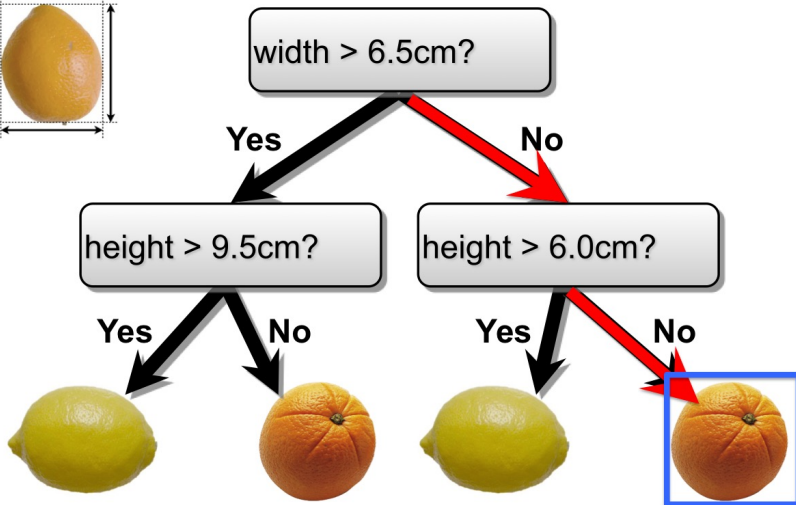 width > 6.5cm?
Yes
No
height > 9.5cm?
height > 6.0cm?
Yes
No
Yes
No